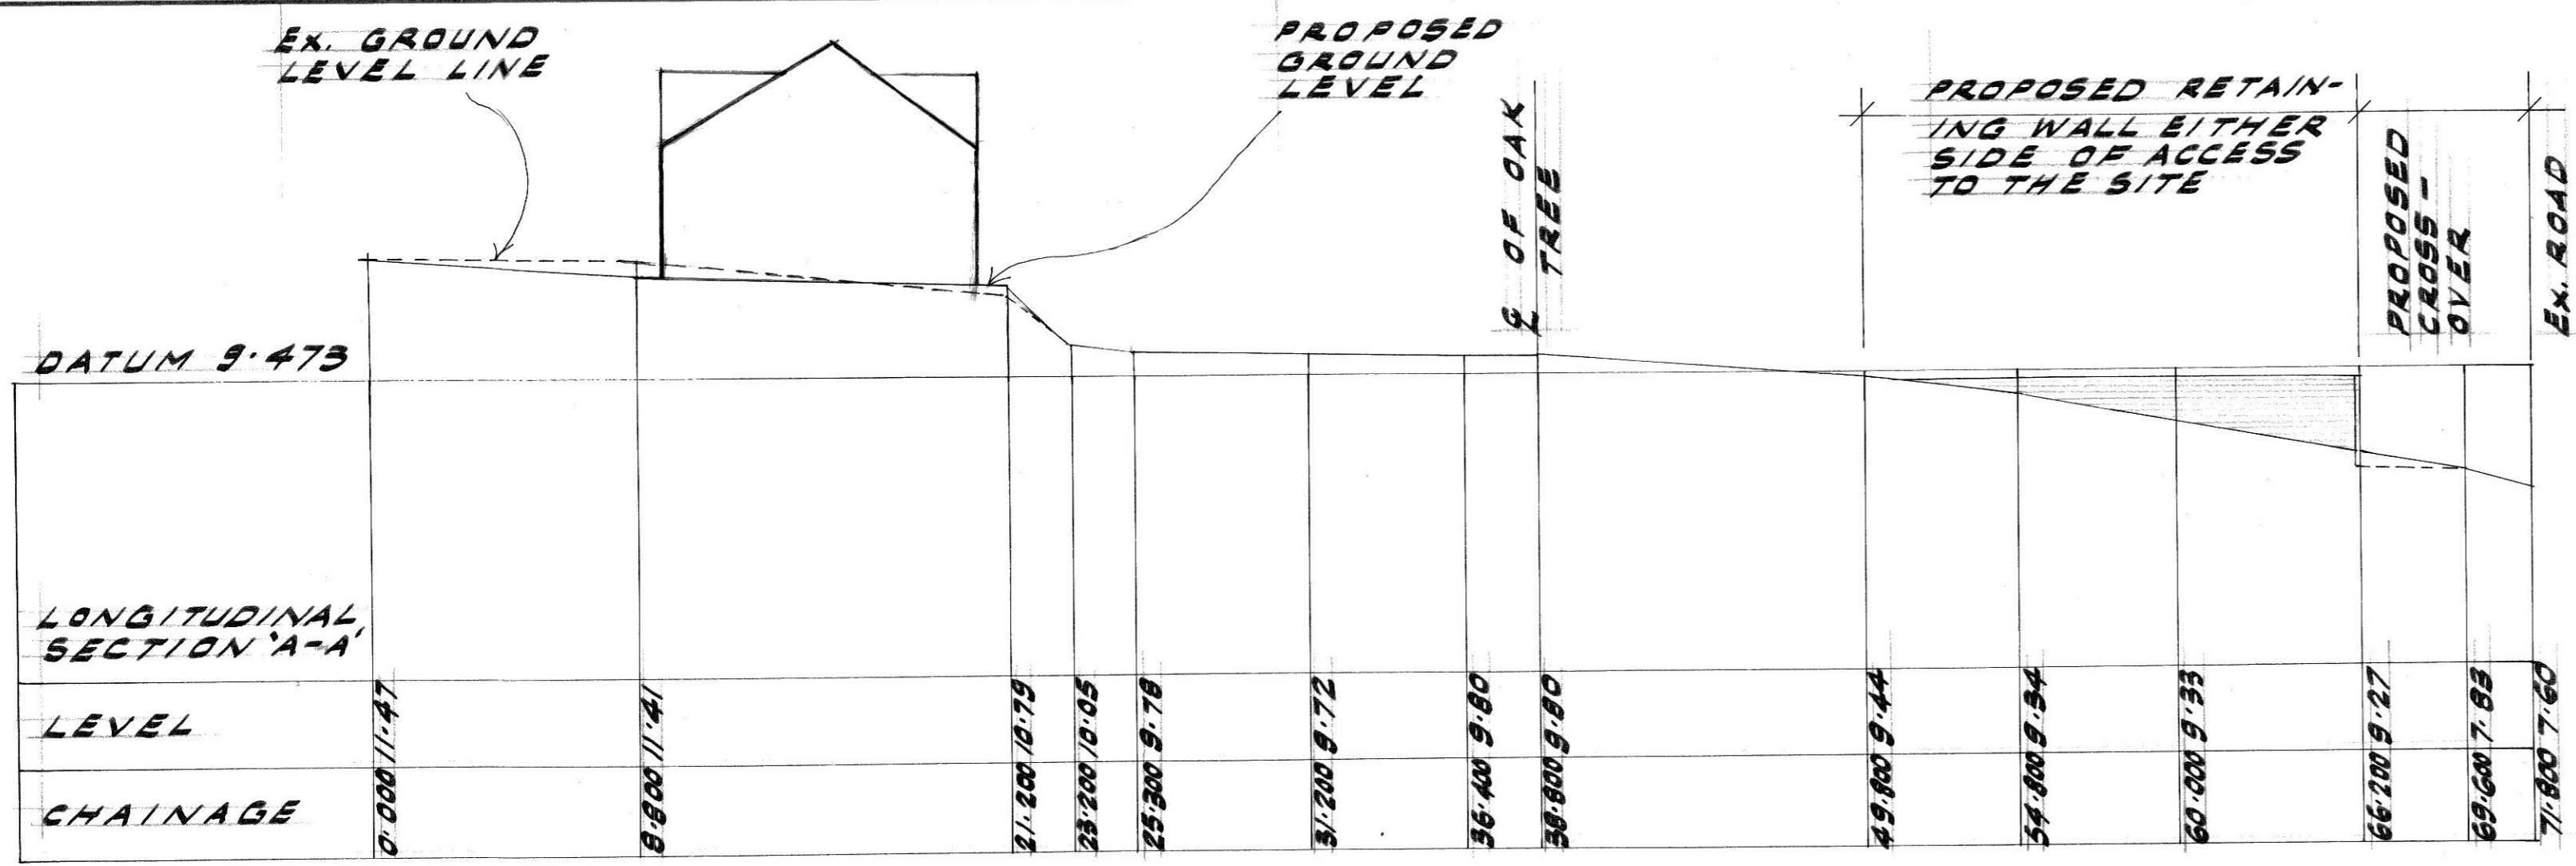 Ex. GROUND
LEVEL LINE
PROPOSED
GROUND
LEVEL
℄ OF OAK
TREE
PROPOSED RETAIN-
ING WALL EITHER
SIDE OF ACCESS
TO THE SITE
PROPOSED
CROSS-
OVER
Ex. ROAD
DATUM 9.473
LONGITUDINAL
SECTION 'A-A'
LEVEL
11.47
11.41
10.79
10.05
9.78
9.72
9.80
9.80
9.44
9.34
9.33
9.27
7.83
7.60
CHAINAGE
0.000
8.800
21.200
23.200
25.300
31.200
36.400
38.800
49.800
54.800
60.000
66.200
69.600
71.800